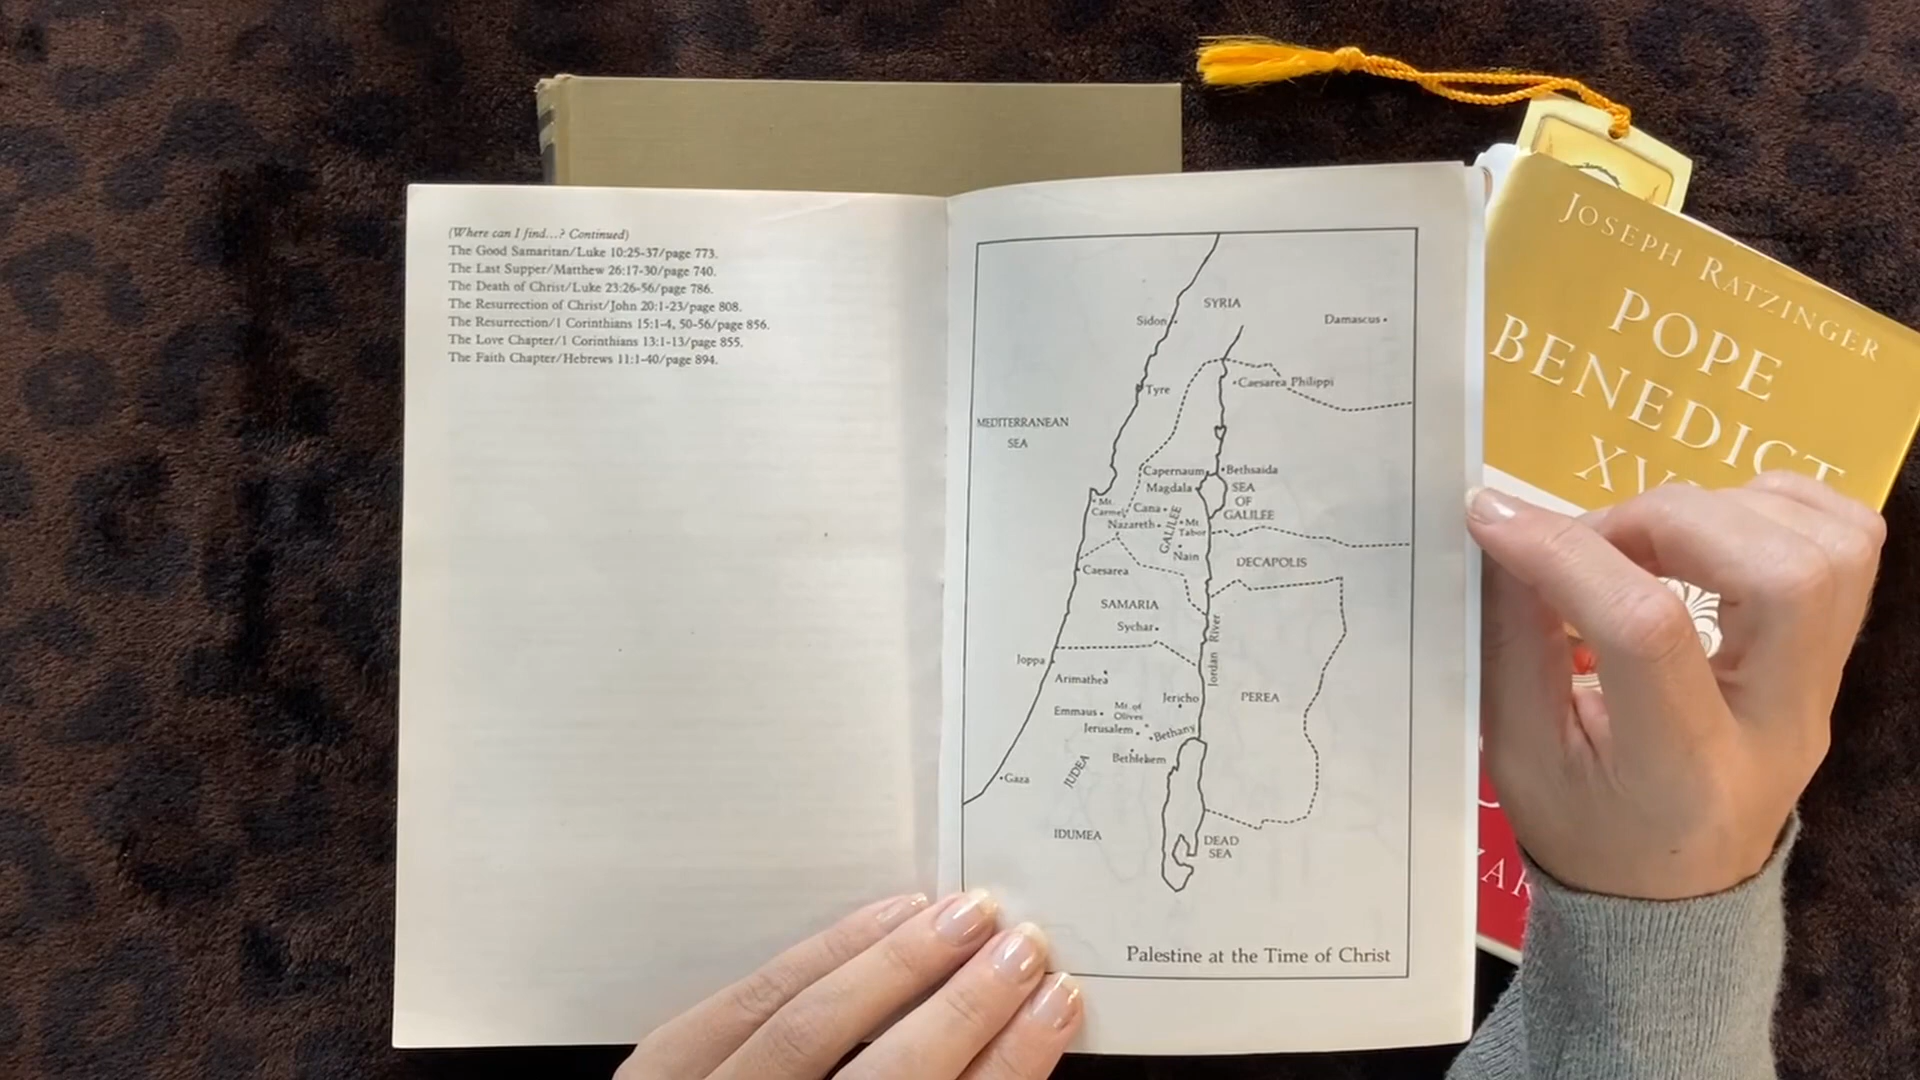 (Where can I find...? Continued)
The Good Samaritan/Luke 10:25-37/page 773.
The Last Supper/Matthew 26:17-30/page 740.
The Death of Christ/Luke 23:26-56/page 786.
The Resurrection of Christ/John 20:1-23/page 808.
The Resurrection/1 Corinthians 15:1-4, 50-56/page 856.
The Love Chapter/1 Corinthians 13:1-13/page 855.
The Faith Chapter/Hebrews 11:1-40/page 894.
SYRIA
Sidon
Damascus
Caesarea Philippi
Tyre
MEDITERRANEAN
SEA
Capernaum
Bethsaida
Magdala
SEA
OF
GALILEE
Mt.
Carmel
Cana
Nazareth
GALILEE
Mt
Tabor
Nain
DECAPOLIS
Caesarea
SAMARIA
Sychar
Jordan River
Joppa
Arimathea
Jericho
PEREA
Emmaus
Mt. of
Olives
Jerusalem
Bethany
Bethlehem
JUDEA
Gaza
IDUMEA
DEAD
SEA
Palestine at the Time of Christ
JOSEPH RATZINGER
POPE
BENEDICT